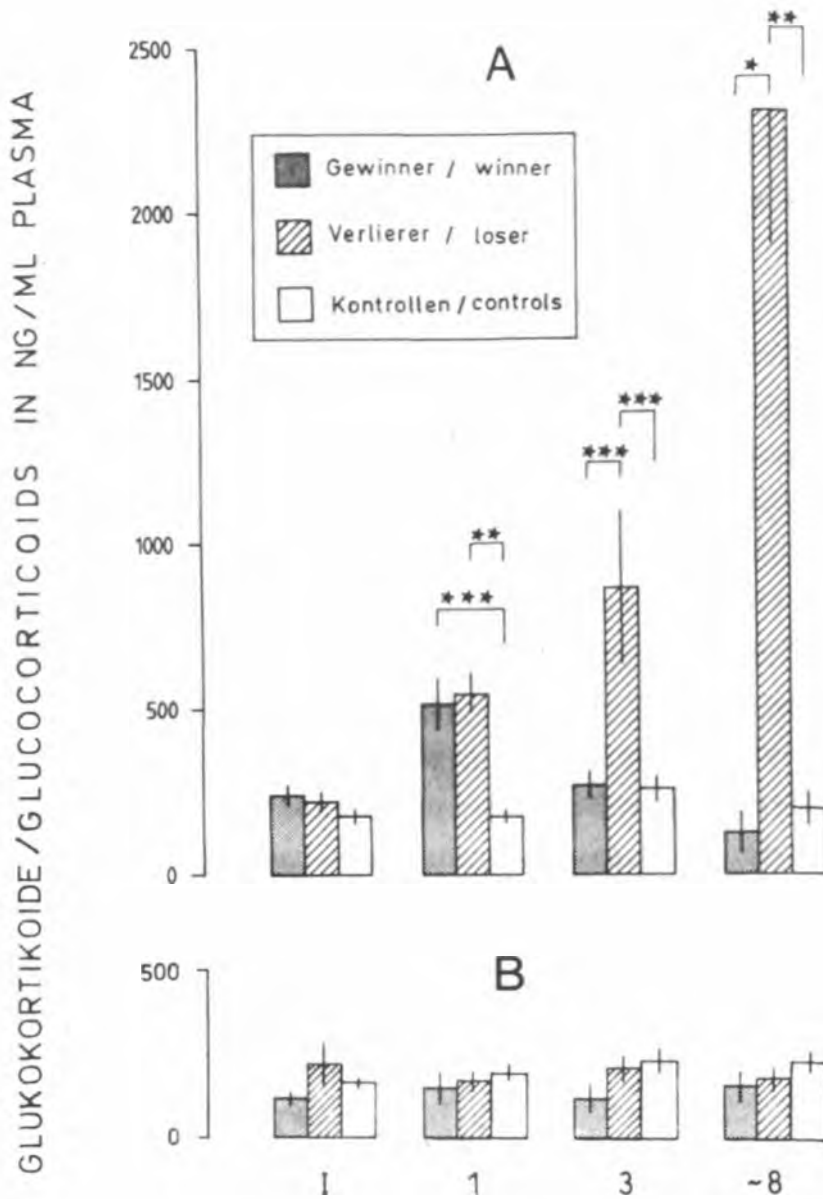 GLUKOKORTIKOIDE/GLUCOCORTICOIDS IN NG/ML PLASMA
A
2500
2000
1500
1000
500
0
Gewinner / winner
Verlierer / loser
Kontrollen / controls
***
**
***
***
*
**
B
500
0
I 1 3 ~8